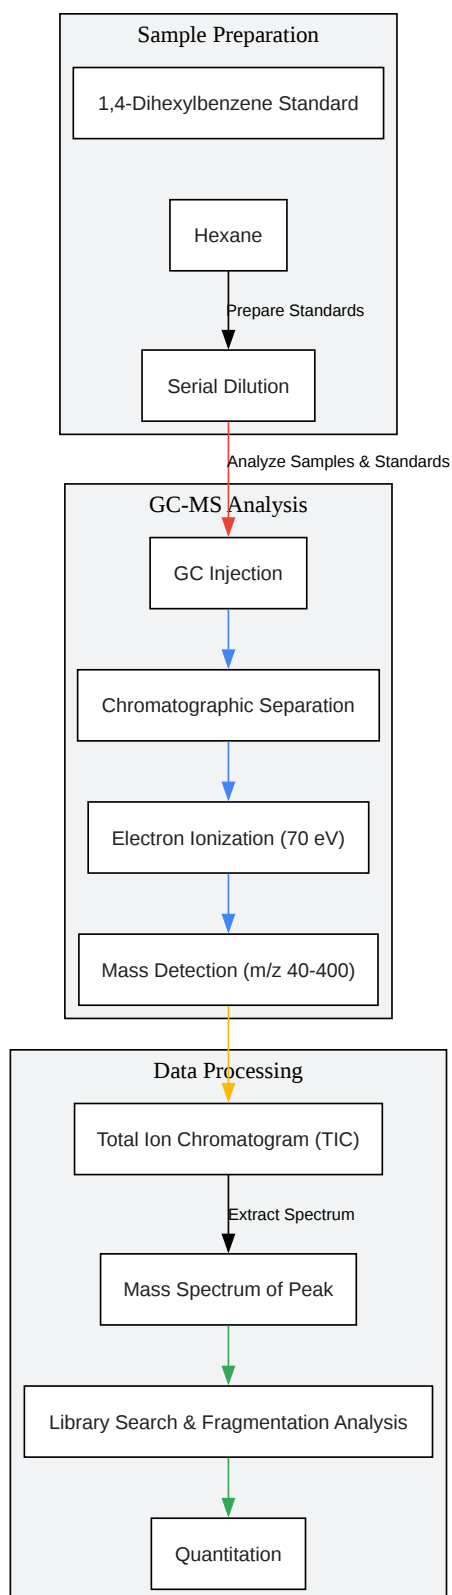 Sample Preparation
1,4-Dihexylbenzene Standard
Hexane
Prepare Standards
Serial Dilution
Analyze Samples & Standards
GC-MS Analysis
GC Injection
Chromatographic Separation
Electron Ionization (70 eV)
Mass Detection (m/z 40-400)
Data Processing
Total Ion Chromatogram (TIC)
Extract Spectrum
Mass Spectrum of Peak
Library Search & Fragmentation Analysis
Quantitation